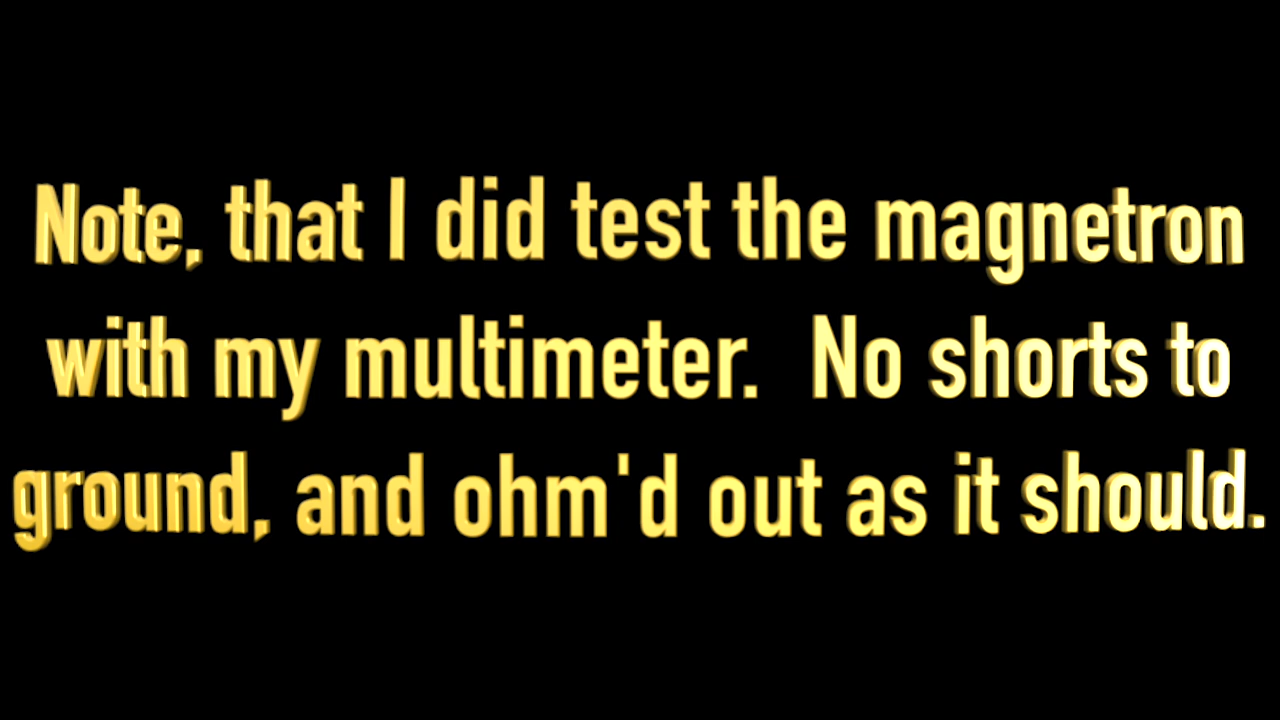 Note, that I did test the magnetron
with my multimeter.  No shorts to
ground, and ohm'd out as it should.